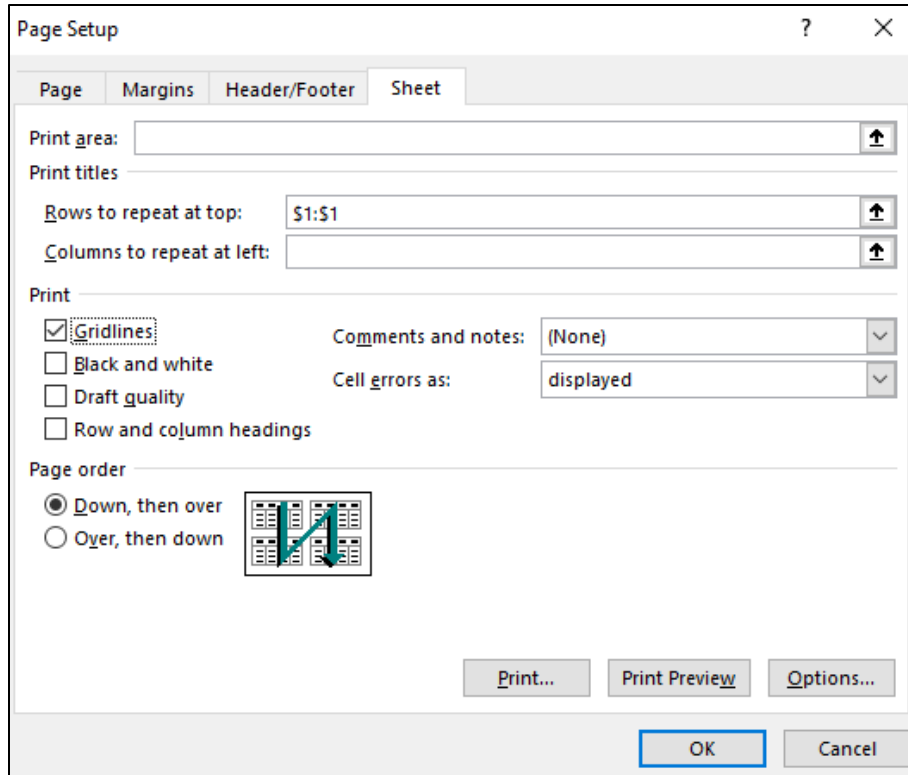 Page Setup ?
Page Margins Header/Footer Sheet
Print area:
Print titles
Rows to repeat at top: $1:$1
Columns to repeat at left:
Print
Gridlines Comments and notes: (None)
Black and white
Cell errors as: displayed
Draft quality
Row and column headings
Page order
Down, then over
Over, then down
Print... Print Preview Options...
OK Cancel